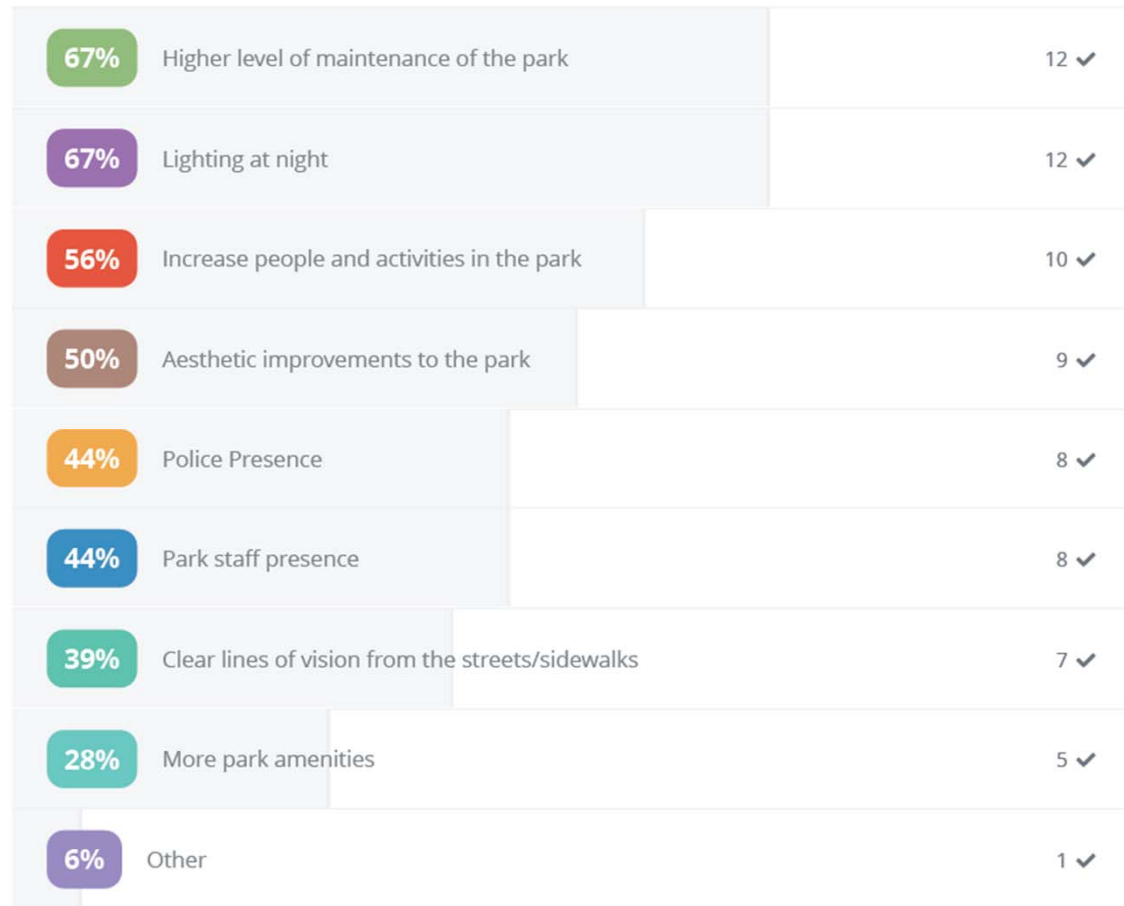 67% Higher level of maintenance of the park 12 ✔
67% Lighting at night 12 ✔
56% Increase people and activities in the park 10 ✔
50% Aesthetic improvements to the park 9 ✔
44% Police Presence 8 ✔
44% Park staff presence 8 ✔
39% Clear lines of vision from the streets/sidewalks 7 ✔
28% More park amenities 5 ✔
6% Other 1 ✔